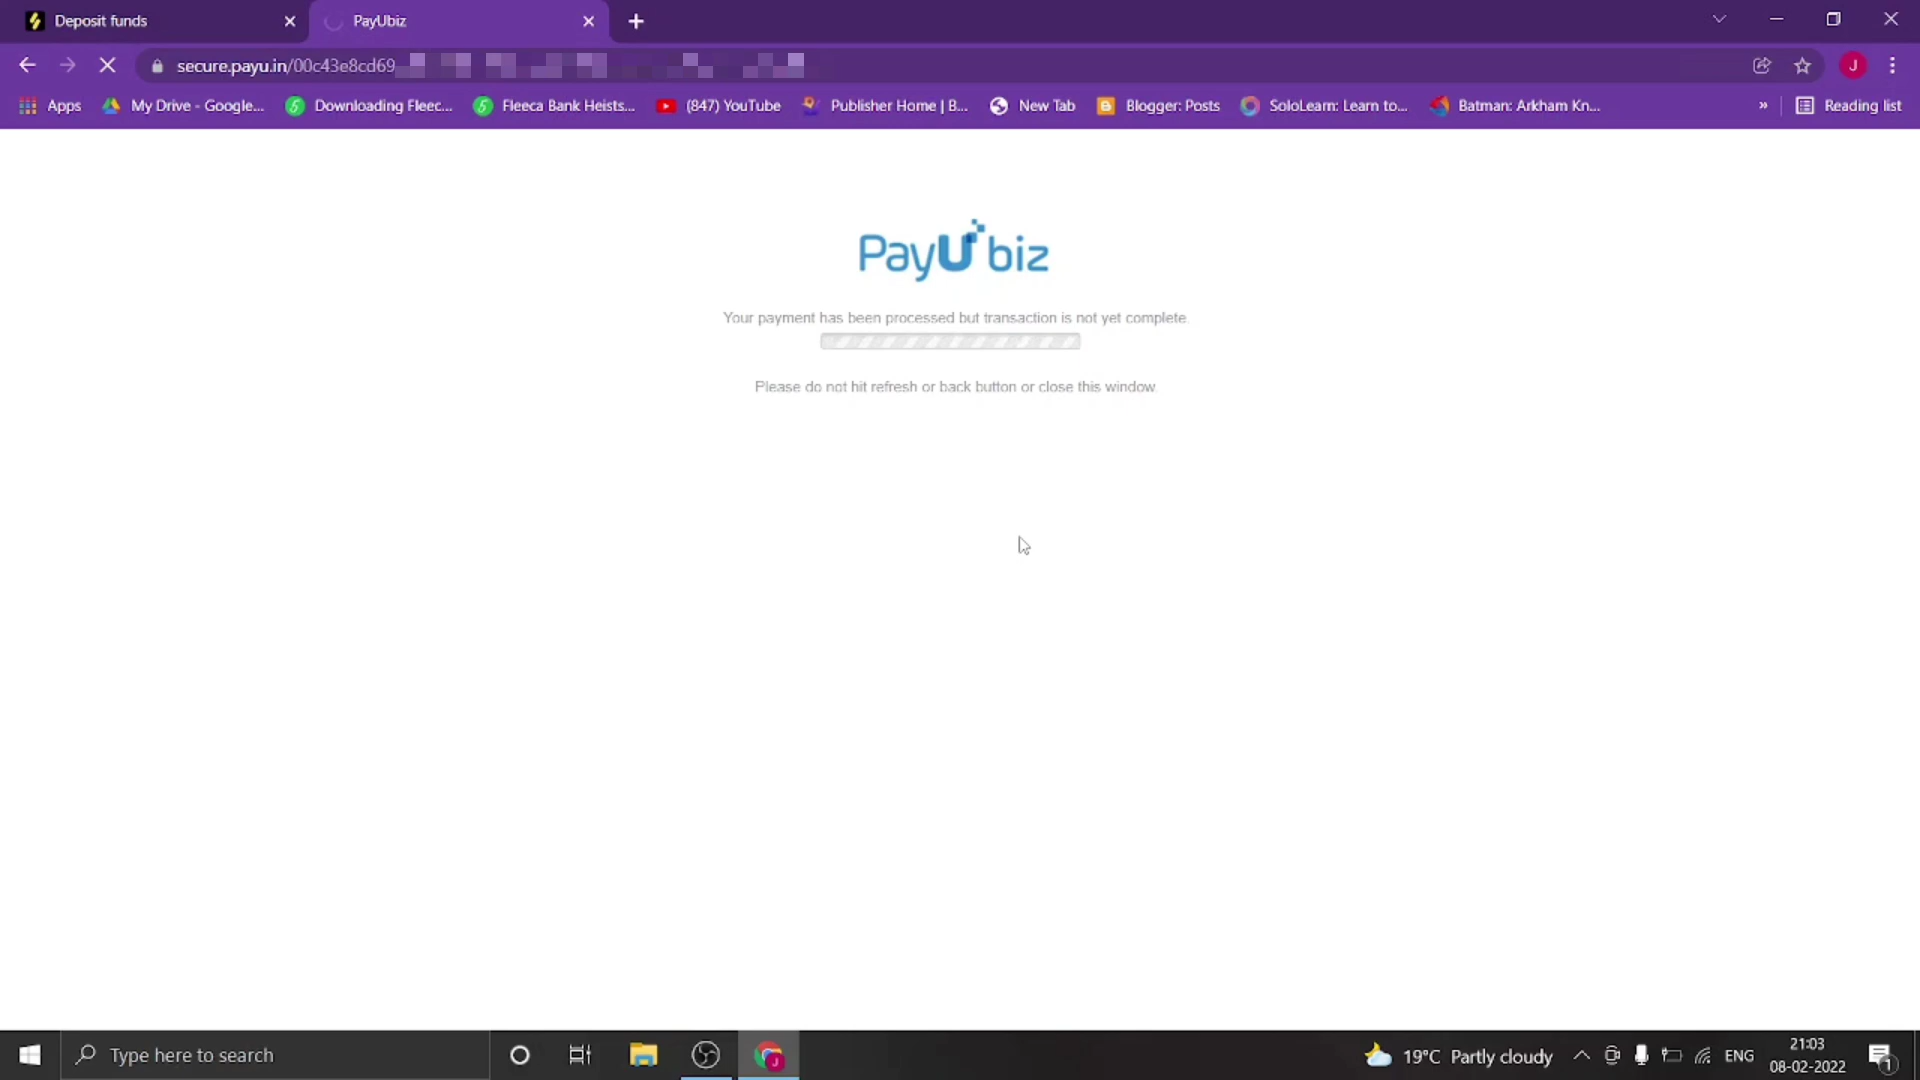 Deposit funds
PayUbiz
secure.payu.in/00c43e8cd69
Apps
My Drive - Google...
Downloading Fleec...
Fleeca Bank Heists...
(847) YouTube
Publisher Home | B...
New Tab
Blogger: Posts
SoloLearn: Learn to...
Batman: Arkham Kn...
»
Reading list
J
PayUbiz
Your payment has been processed but transaction is not yet complete.
Please do not hit refresh or back button or close this window.
Type here to search
19°C Partly cloudy
ENG
21:03
08-02-2022
1